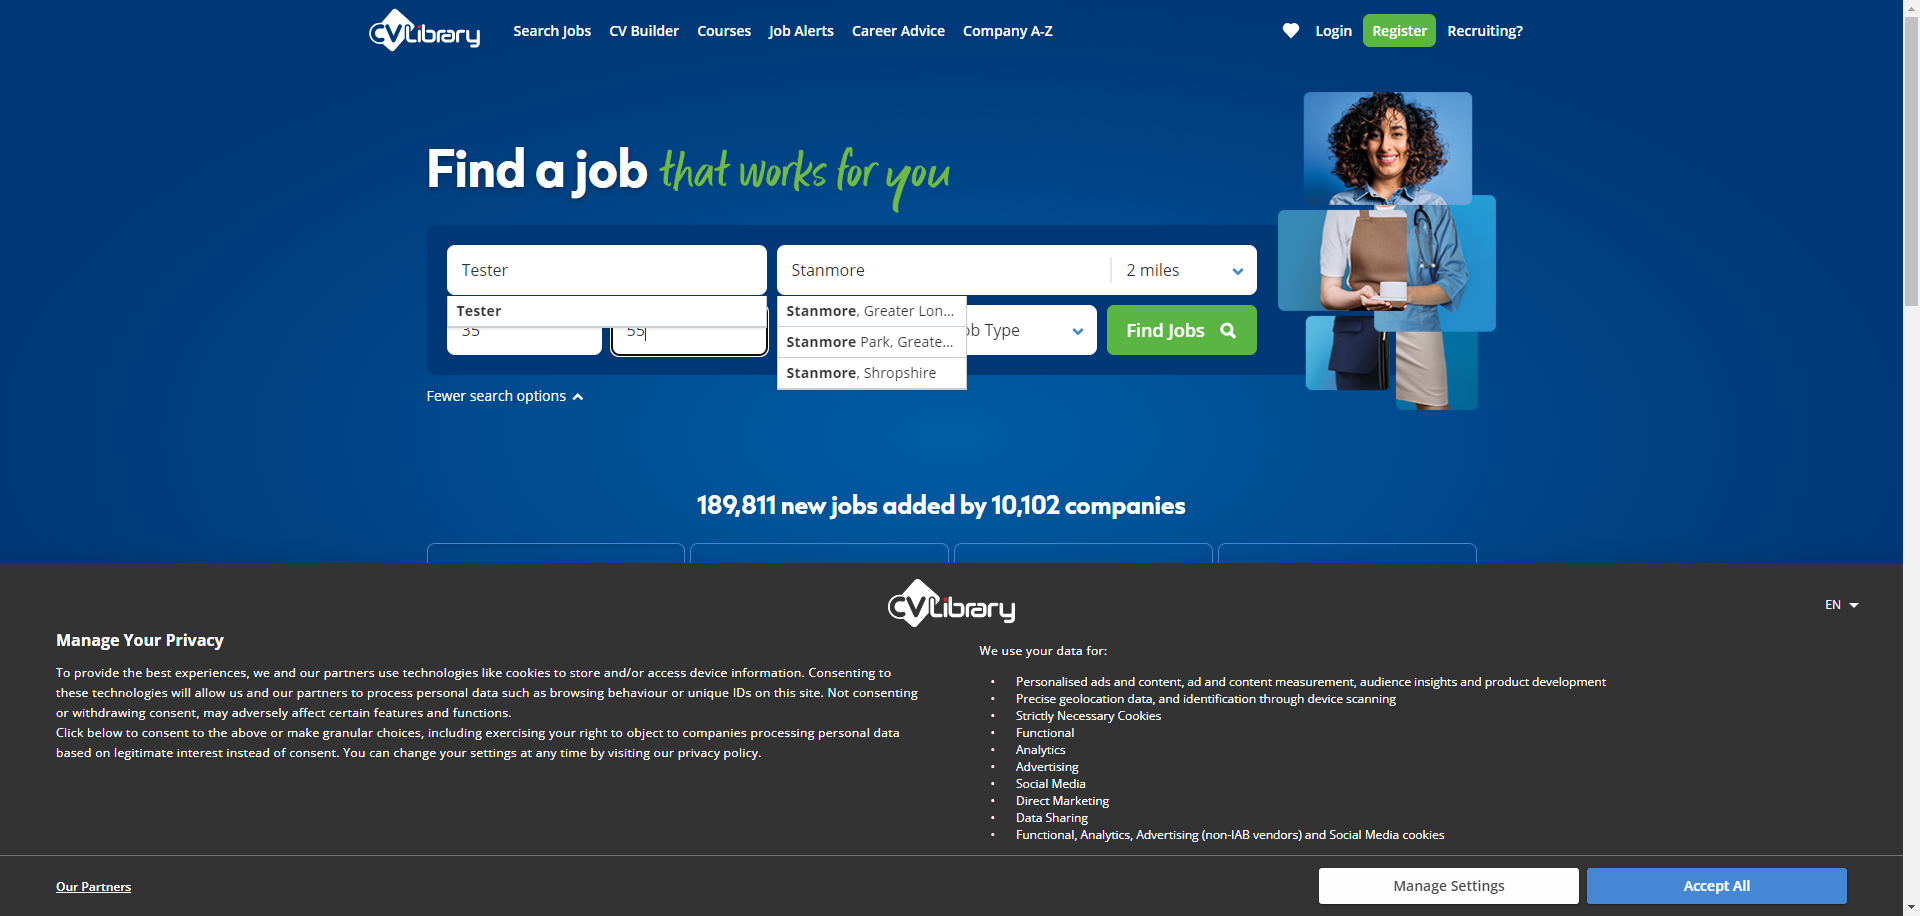 CV Library
Search Jobs
CV Builder
Courses
Job Alerts
Career Advice
Company A-Z
Login
Register
Recruiting?
Find a job that works for you
Tester
Stanmore
2 miles
Tester
Stanmore, Greater Lon...
Stanmore Park, Greate...
Stanmore, Shropshire
35
55
ob Type
Find Jobs
Fewer search options
189,811 new jobs added by 10,102 companies
CV Library
EN
Manage Your Privacy
To provide the best experiences, we and our partners use technologies like cookies to store and/or access device information. Consenting to
these technologies will allow us and our partners to process personal data such as browsing behaviour or unique IDs on this site. Not consenting
or withdrawing consent, may adversely affect certain features and functions.
Click below to consent to the above or make granular choices, including exercising your right to object to companies processing personal data
based on legitimate interest instead of consent. You can change your settings at any time by visiting our privacy policy.
We use your data for:
• Personalised ads and content, ad and content measurement, audience insights and product development
• Precise geolocation data, and identification through device scanning
• Strictly Necessary Cookies
• Functional
• Analytics
• Advertising
• Social Media
• Direct Marketing
• Data Sharing
• Functional, Analytics, Advertising (non-IAB vendors) and Social Media cookies
Our Partners
Manage Settings
Accept All